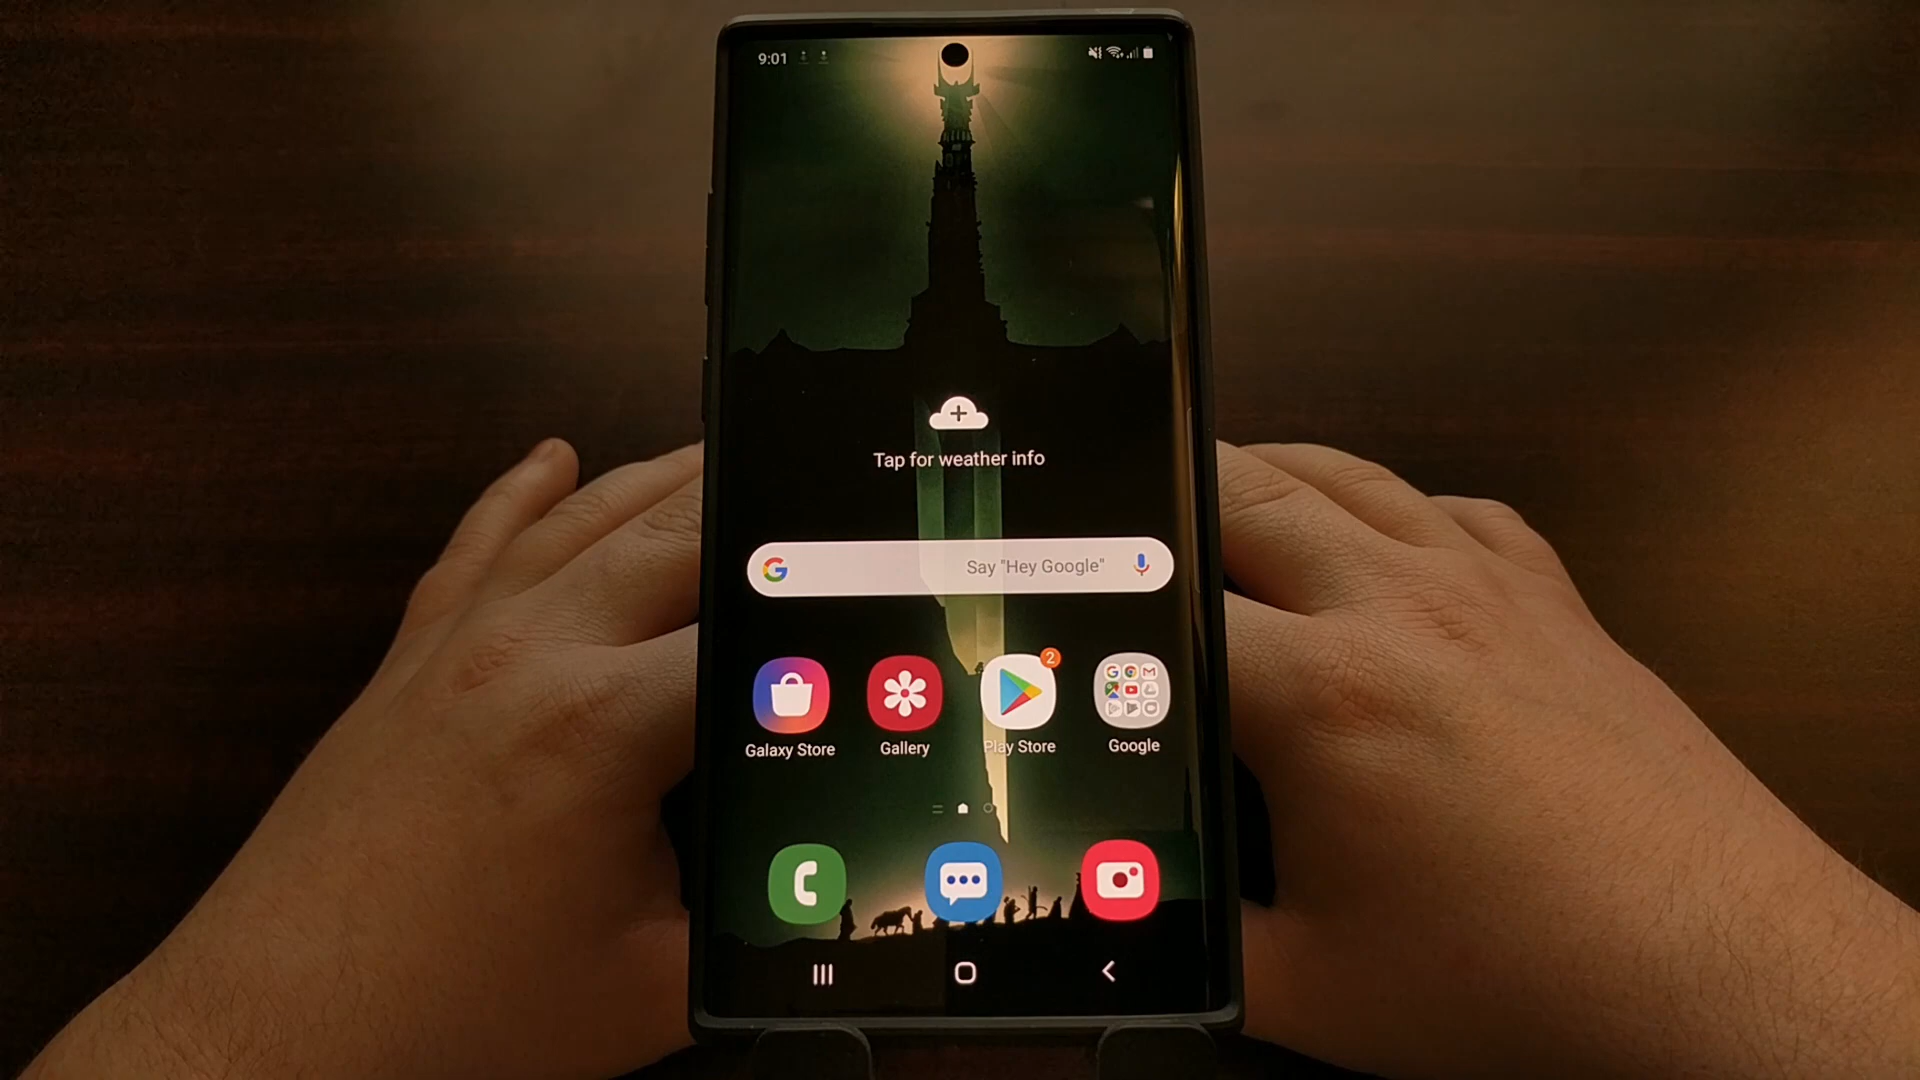 9:01
Tap for weather info
Say "Hey Google"
2
Galaxy Store
Gallery
Play Store
Google